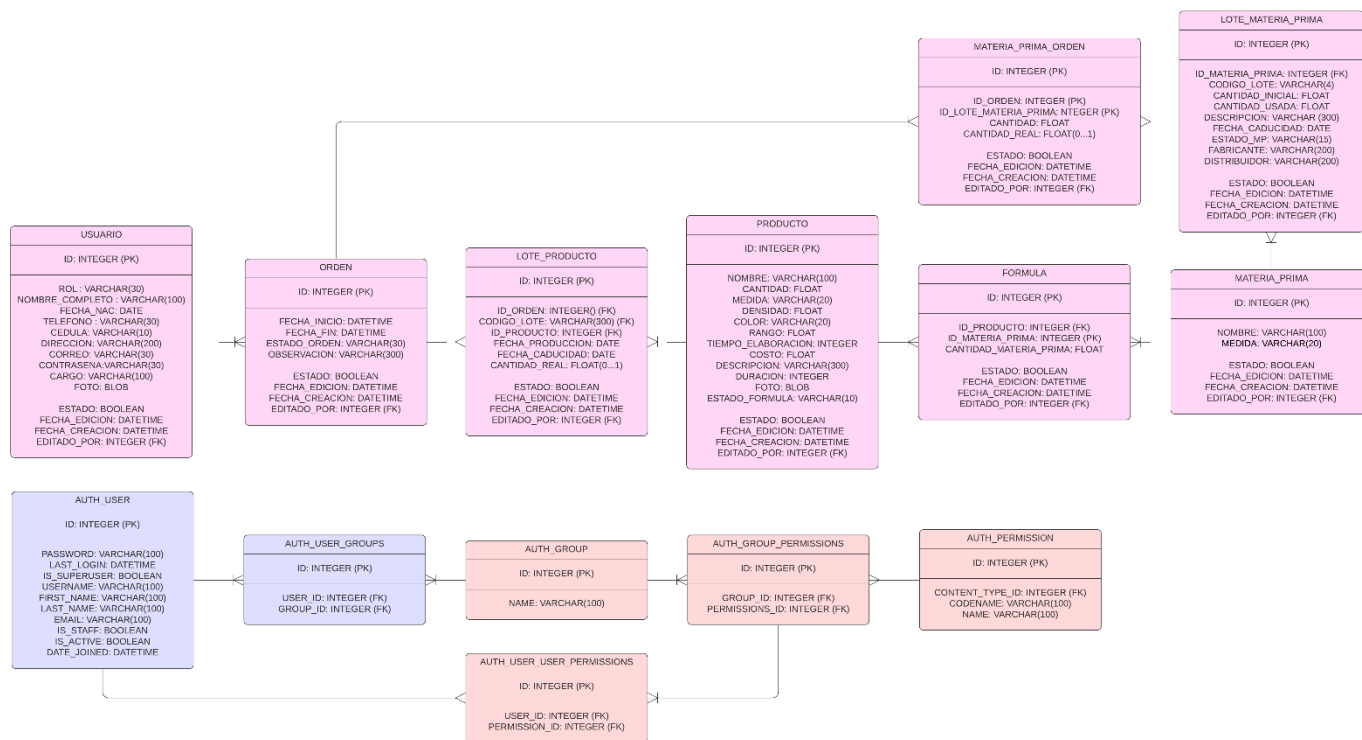 LOTE_MATERIA_PRIMA
ID: INTEGER (PK)
ID_MATERIA_PRIMA: INTEGER (FK)
CODIGO_LOTE: VARCHAR(4)
CANTIDAD_INICIAL: FLOAT
CANTIDAD_USADA: FLOAT
DESCRIPCION: VARCHAR (300)
FECHA_CADUCIDAD: DATE
ESTADO_MP: VARCHAR(15)
FABRICANTE: VARCHAR(200)
DISTRIBUIDOR: VARCHAR(200)
ESTADO: BOOLEAN
FECHA_EDICION: DATETIME
FECHA_CREACION: DATETIME
EDITADO_POR: INTEGER (FK)
MATERIA_PRIMA_ORDEN
ID: INTEGER (PK)
ID_ORDEN: INTEGER (PK)
ID_LOTE_MATERIA_PRIMA: NTEGER (PK)
CANTIDAD: FLOAT
CANTIDAD_REAL: FLOAT(0...1)
ESTADO: BOOLEAN
FECHA_EDICION: DATETIME
FECHA_CREACION: DATETIME
EDITADO_POR: INTEGER (FK)
USUARIO
ID: INTEGER (PK)
ROL : VARCHAR(30)
NOMBRE_COMPLETO : VARCHAR(100)
FECHA_NAC: DATE
TELEFONO : VARCHAR(30)
CEDULA: VARCHAR(10)
DIRECCION: VARCHAR(200)
CORREO: VARCHAR(30)
CONTRASENA:VARCHAR(30)
CARGO: VARCHAR(100)
FOTO: BLOB
ESTADO: BOOLEAN
FECHA_EDICION: DATETIME
FECHA_CREACION: DATETIME
EDITADO_POR: INTEGER (FK)
ORDEN
ID: INTEGER (PK)
FECHA_INICIO: DATETIME
FECHA_FIN: DATETIME
ESTADO_ORDEN: VARCHAR(30)
OBSERVACION: VARCHAR(300)
ESTADO: BOOLEAN
FECHA_EDICION: DATETIME
FECHA_CREACION: DATETIME
EDITADO_POR: INTEGER (FK)
LOTE_PRODUCTO
ID: INTEGER (PK)
ID_ORDEN: INTEGER() (FK)
CODIGO_LOTE: VARCHAR(300) (FK)
ID_PRODUCTO: INTEGER (FK)
FECHA_PRODUCCION: DATE
FECHA_CADUCIDAD: DATE
CANTIDAD_REAL: FLOAT(0...1)
ESTADO: BOOLEAN
FECHA_EDICION: DATETIME
FECHA_CREACION: DATETIME
EDITADO_POR: INTEGER (FK)
PRODUCTO
ID: INTEGER (PK)
NOMBRE: VARCHAR(100)
CANTIDAD: FLOAT
MEDIDA: VARCHAR(20)
DENSIDAD: FLOAT
COLOR: VARCHAR(20)
RANGO: FLOAT
TIEMPO_ELABORACION: INTEGER
COSTO: FLOAT
DESCRIPCION: VARCHAR(300)
DURACION: INTEGER
FOTO: BLOB
ESTADO_FORMULA: VARCHAR(10)
ESTADO: BOOLEAN
FECHA_EDICION: DATETIME
FECHA_CREACION: DATETIME
EDITADO_POR: INTEGER (FK)
FORMULA
ID: INTEGER (PK)
ID_PRODUCTO: INTEGER (FK)
ID_MATERIA_PRIMA: INTEGER (PK)
CANTIDAD_MATERIA_PRIMA: FLOAT
ESTADO: BOOLEAN
FECHA_EDICION: DATETIME
FECHA_CREACION: DATETIME
EDITADO_POR: INTEGER (FK)
MATERIA_PRIMA
ID: INTEGER (PK)
NOMBRE: VARCHAR(100)
MEDIDA: VARCHAR(20)
ESTADO: BOOLEAN
FECHA_EDICION: DATETIME
FECHA_CREACION: DATETIME
EDITADO_POR: INTEGER (FK)
AUTH_USER
ID: INTEGER (PK)
PASSWORD: VARCHAR(100)
LAST_LOGIN: DATETIME
IS_SUPERUSER: BOOLEAN
USERNAME: VARCHAR(100)
FIRST_NAME: VARCHAR(100)
LAST_NAME: VARCHAR(100)
EMAIL: VARCHAR(100)
IS_STAFF: BOOLEAN
IS_ACTIVE: BOOLEAN
DATE_JOINED: DATETIME
AUTH_USER_GROUPS
ID: INTEGER (PK)
USER_ID: INTEGER (FK)
GROUP_ID: INTEGER (FK)
AUTH_GROUP
ID: INTEGER (PK)
NAME: VARCHAR(100)
AUTH_GROUP_PERMISSIONS
ID: INTEGER (PK)
GROUP_ID: INTEGER (FK)
PERMISSIONS_ID: INTEGER (FK)
AUTH_PERMISSION
ID: INTEGER (PK)
CONTENT_TYPE_ID: INTEGER (FK)
CODENAME: VARCHAR(100)
NAME: VARCHAR(100)
AUTH_USER_USER_PERMISSIONS
ID: INTEGER (PK)
USER_ID: INTEGER (FK)
PERMISSION_ID: INTEGER (FK)